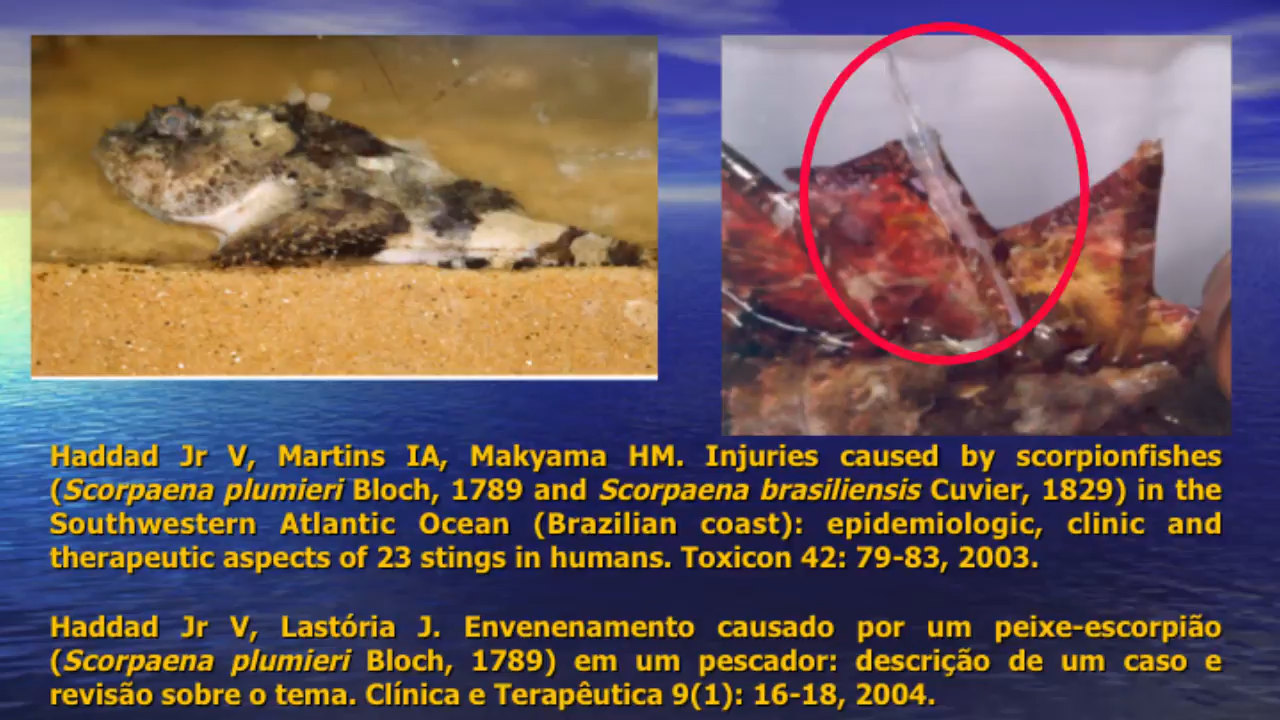 Haddad Jr V, Martins IA, Makyama HM. Injuries caused by scorpionfishes
(Scorpaena plumieri Bloch, 1789 and Scorpaena brasiliensis Cuvier, 1829) in the
Southwestern Atlantic Ocean (Brazilian coast): epidemiologic, clinic and
therapeutic aspects of 23 stings in humans. Toxicon 42: 79-83, 2003.
Haddad Jr V, Lastória J. Envenenamento causado por um peixe-escorpião
(Scorpaena plumieri Bloch, 1789) em um pescador: descrição de um caso e
revisão sobre o tema. Clínica e Terapêutica 9(1): 16-18, 2004.